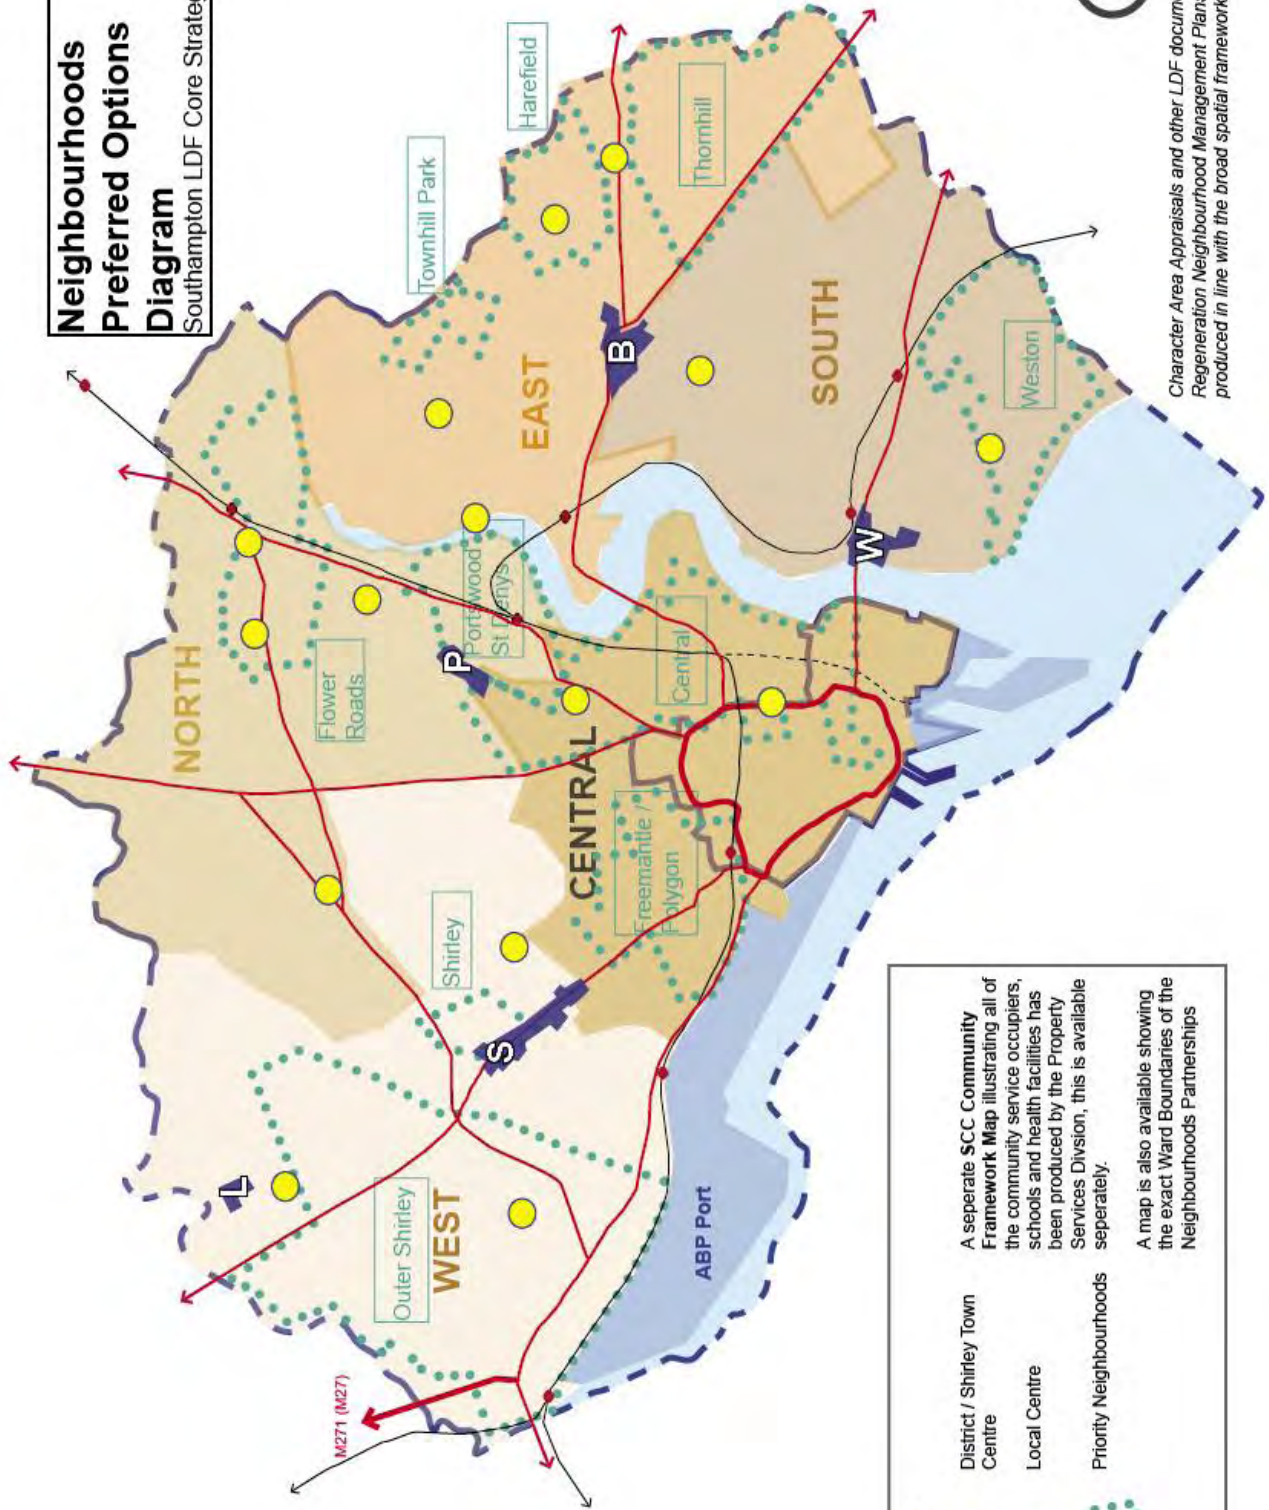 Neighbourhoods
Preferred Options
Diagram
Southampton LDF Core Strateg
Harefield
Townhill Park
Thornhill
EAST
B
SOUTH
Weston
W
NORTH
Flower
Roads
P
Portswood
St Denys
Central
CENTRAL
Freemantle /
Polygon
Shirley
S
L
Outer Shirley
WEST
ABP Port
M271 (M27)
Character Area Appraisals and other LDF docume
Regeneration Neighbourhood Management Plans
produced in line with the broad spatial framework
District / Shirley Town
Centre
Local Centre
Priority Neighbourhoods
A seperate SCC Community
Framework Map illustrating all of
the community service occupiers,
schools and health facilities has
been produced by the Property
Services Divsion, this is available
seperately.
A map is also available showing
the exact Ward Boundaries of the
Neighbourhoods Partnerships